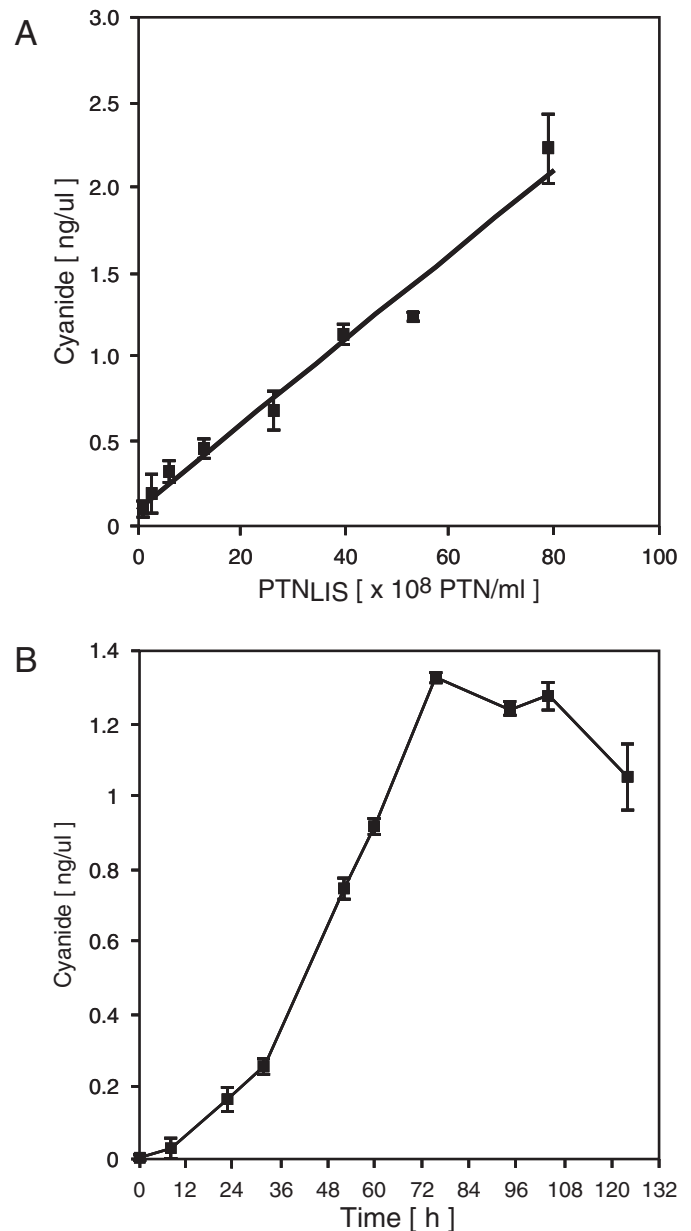 A
3.0
2.5
2.0
1.5
1.0
0.5
0
Cyanide [ ng/ul ]
0 20 40 60 80 100
PTNLIS [ x 10⁸ PTN/ml ]
B
1.4
1.2
1
0.8
0.6
0.4
0.2
0
Cyanide [ ng/ul ]
0 12 24 36 48 60 72 84 96 108 120 132
Time [ h ]